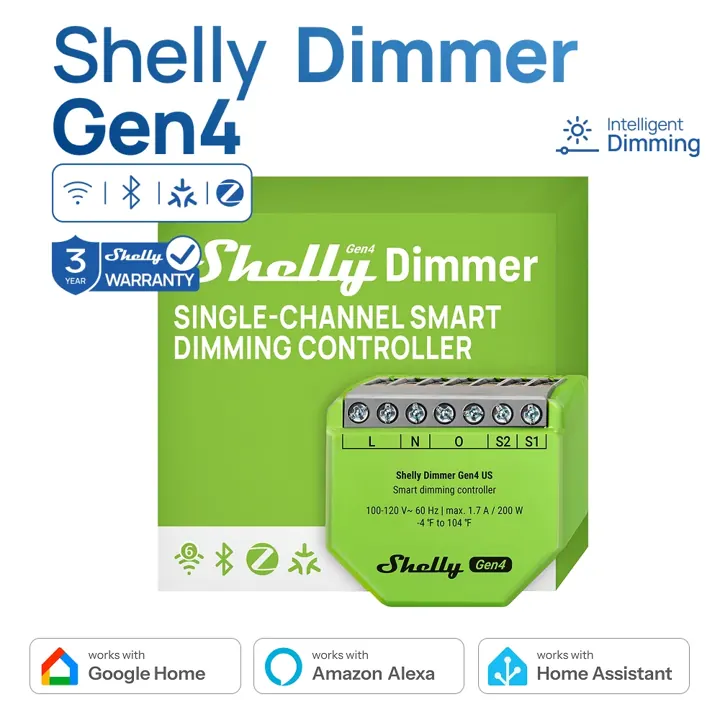 Shelly Dimmer
Gen4
Intelligent
Dimming
3
YEAR
Shelly
WARRANTY
Gen4
Shelly Dimmer
SINGLE-CHANNEL SMART
DIMMING CONTROLLER
L N O S2 S1
Shelly Dimmer Gen4 US
Smart dimming controller
100-120 V~ 60 Hz | max. 1.7 A / 200 W
-4 °F to 104 °F
Shelly Gen4
6
works with
Google Home
works with
Amazon Alexa
works with
Home Assistant